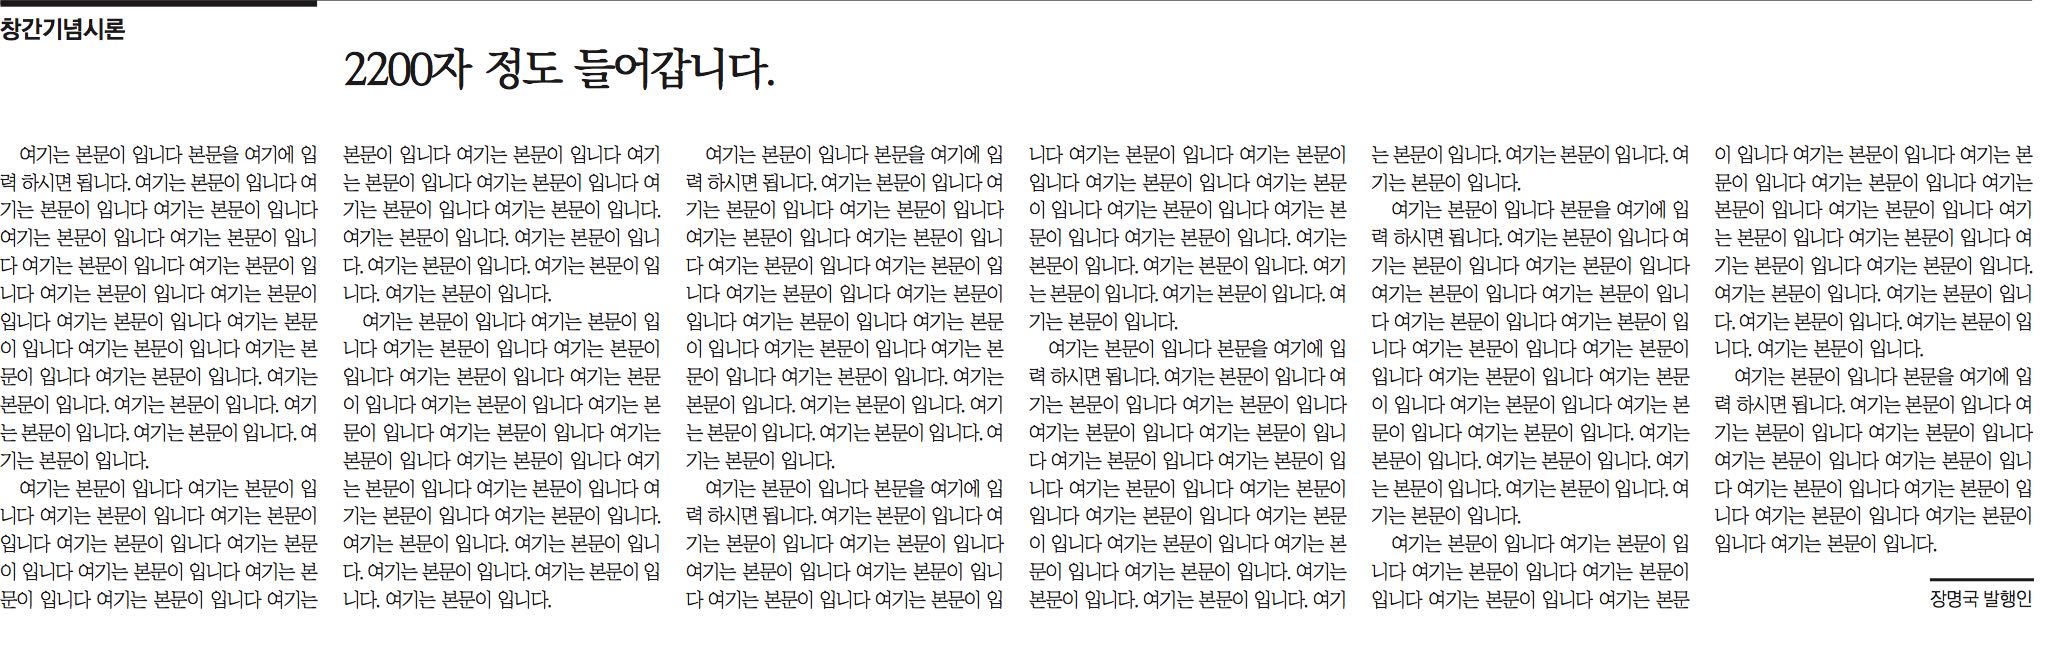 창간기념시론
2200자 정도 들어갑니다.
여기는 본문이 입니다 본문을 여기에 입
력 하시면 됩니다. 여기는 본문이 입니다 여
기는 본문이 입니다 여기는 본문이 입니다
여기는 본문이 입니다 여기는 본문이 입니
다 여기는 본문이 입니다 여기는 본문이 입
니다 여기는 본문이 입니다 여기는 본문이
입니다 여기는 본문이 입니다 여기는 본문
이 입니다 여기는 본문이 입니다 여기는 본
문이 입니다 여기는 본문이 입니다. 여기는
본문이 입니다. 여기는 본문이 입니다. 여기
는 본문이 입니다. 여기는 본문이 입니다. 여
기는 본문이 입니다.
여기는 본문이 입니다 여기는 본문이 입
니다 여기는 본문이 입니다 여기는 본문이
입니다 여기는 본문이 입니다 여기는 본문
이 입니다 여기는 본문이 입니다 여기는 본
문이 입니다 여기는 본문이 입니다 여기는
본문이 입니다 여기는 본문이 입니다 여기
는 본문이 입니다 여기는 본문이 입니다 여
기는 본문이 입니다 여기는 본문이 입니다.
여기는 본문이 입니다. 여기는 본문이 입니
다. 여기는 본문이 입니다. 여기는 본문이 입
니다. 여기는 본문이 입니다.
여기는 본문이 입니다 여기는 본문이 입
니다 여기는 본문이 입니다 여기는 본문이
입니다 여기는 본문이 입니다 여기는 본문
이 입니다 여기는 본문이 입니다 여기는 본
문이 입니다 여기는 본문이 입니다 여기는
본문이 입니다 여기는 본문이 입니다 여기
는 본문이 입니다 여기는 본문이 입니다 여
기는 본문이 입니다 여기는 본문이 입니다.
여기는 본문이 입니다. 여기는 본문이 입니
다. 여기는 본문이 입니다. 여기는 본문이 입
니다. 여기는 본문이 입니다.
여기는 본문이 입니다 본문을 여기에 입
력 하시면 됩니다. 여기는 본문이 입니다 여
기는 본문이 입니다 여기는 본문이 입니다
여기는 본문이 입니다 여기는 본문이 입니
다 여기는 본문이 입니다 여기는 본문이 입
니다 여기는 본문이 입니다 여기는 본문이
입니다 여기는 본문이 입니다 여기는 본문
이 입니다 여기는 본문이 입니다 여기는 본
문이 입니다 여기는 본문이 입니다. 여기는
본문이 입니다. 여기는 본문이 입니다. 여기
는 본문이 입니다. 여기는 본문이 입니다. 여
기는 본문이 입니다.
여기는 본문이 입니다 본문을 여기에 입
력 하시면 됩니다. 여기는 본문이 입니다 여
기는 본문이 입니다 여기는 본문이 입니다
여기는 본문이 입니다 여기는 본문이 입니
다 여기는 본문이 입니다 여기는 본문이 입
니다 여기는 본문이 입니다 여기는 본문이
입니다 여기는 본문이 입니다 여기는 본문
이 입니다 여기는 본문이 입니다 여기는 본
문이 입니다 여기는 본문이 입니다. 여기는
본문이 입니다. 여기는 본문이 입니다. 여기
는 본문이 입니다. 여기는 본문이 입니다. 여
기는 본문이 입니다.
여기는 본문이 입니다 본문을 여기에 입
력 하시면 됩니다. 여기는 본문이 입니다 여
기는 본문이 입니다 여기는 본문이 입니다
여기는 본문이 입니다 여기는 본문이 입니
다 여기는 본문이 입니다 여기는 본문이 입
니다 여기는 본문이 입니다 여기는 본문이
입니다 여기는 본문이 입니다 여기는 본문
이 입니다 여기는 본문이 입니다 여기는 본
문이 입니다 여기는 본문이 입니다. 여기는
본문이 입니다. 여기는 본문이 입니다. 여기
는 본문이 입니다. 여기는 본문이 입니다. 여
기는 본문이 입니다.
여기는 본문이 입니다 본문을 여기에 입
력 하시면 됩니다. 여기는 본문이 입니다 여
기는 본문이 입니다 여기는 본문이 입니다
여기는 본문이 입니다 여기는 본문이 입니
다 여기는 본문이 입니다 여기는 본문이 입
니다 여기는 본문이 입니다 여기는 본문이
입니다 여기는 본문이 입니다 여기는 본문
이 입니다 여기는 본문이 입니다 여기는 본
문이 입니다 여기는 본문이 입니다. 여기는
본문이 입니다. 여기는 본문이 입니다. 여기
는 본문이 입니다. 여기는 본문이 입니다. 여
기는 본문이 입니다.
여기는 본문이 입니다 여기는 본문이 입
니다 여기는 본문이 입니다 여기는 본문이
입니다 여기는 본문이 입니다 여기는 본문
이 입니다 여기는 본문이 입니다 여기는 본
문이 입니다 여기는 본문이 입니다 여기는
본문이 입니다 여기는 본문이 입니다 여기
는 본문이 입니다 여기는 본문이 입니다 여
기는 본문이 입니다 여기는 본문이 입니다.
여기는 본문이 입니다. 여기는 본문이 입니
다. 여기는 본문이 입니다. 여기는 본문이 입
니다. 여기는 본문이 입니다.
여기는 본문이 입니다 본문을 여기에 입
력 하시면 됩니다. 여기는 본문이 입니다 여
기는 본문이 입니다 여기는 본문이 입니다
여기는 본문이 입니다 여기는 본문이 입니
다 여기는 본문이 입니다 여기는 본문이 입
니다 여기는 본문이 입니다 여기는 본문이
입니다 여기는 본문이 입니다.
장명국 발행인